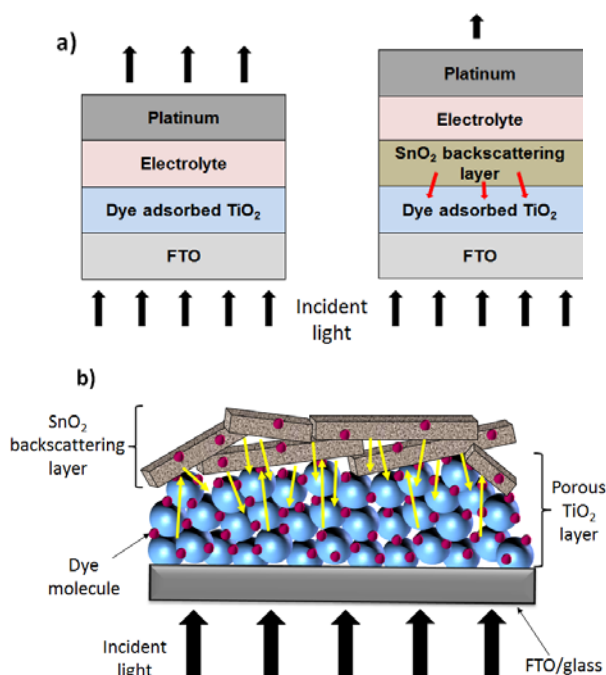 a)
Platinum
Electrolyte
Dye adsorbed TiO₂
FTO
Platinum
Electrolyte
SnO₂ backscattering
layer
Dye adsorbed TiO₂
FTO
Incident
light
b)
SnO₂
backscattering
layer
Porous
TiO₂
layer
Dye
molecule
Incident
light
FTO/glass